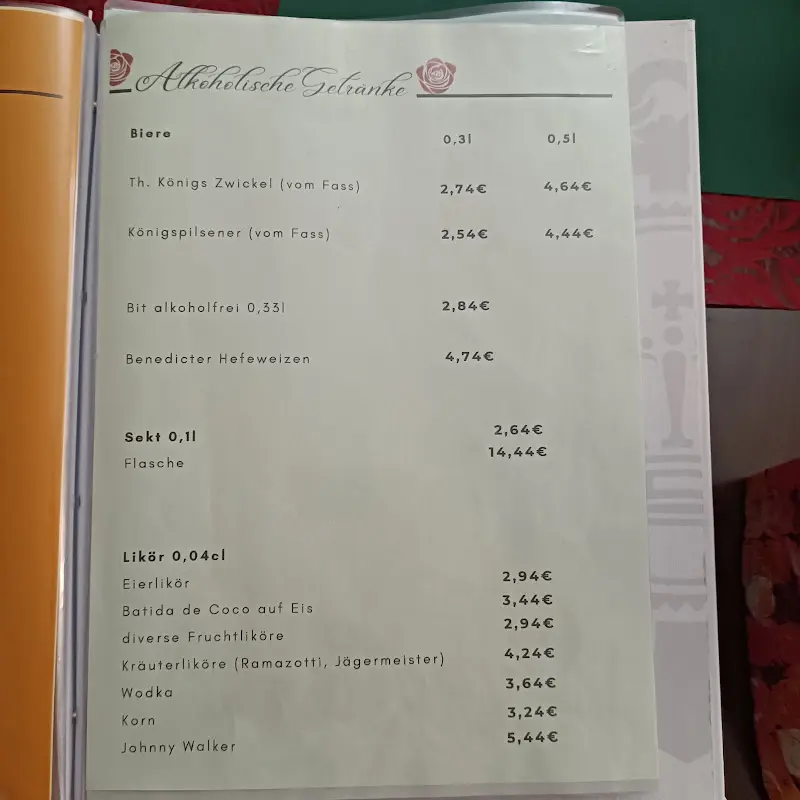 Alkoholische Getränke
Biere 0,3l 0,5l
Th. Königs Zwickel (vom Fass) 2,74€ 4,64€
Königspilsener (vom Fass) 2,54€ 4,44€
Bit alkoholfrei 0,33l 2,84€
Benedicter Hefeweizen 4,74€
Sekt 0,1l 2,64€
Flasche 14,44€
Likör 0,04cl
Eierlikör 2,94€
Batida de Coco auf Eis 3,44€
diverse Fruchtliköre 2,94€
Kräuterliköre (Ramazotti, Jägermeister) 4,24€
Wodka 3,64€
Korn 3,24€
Johnny Walker 5,44€